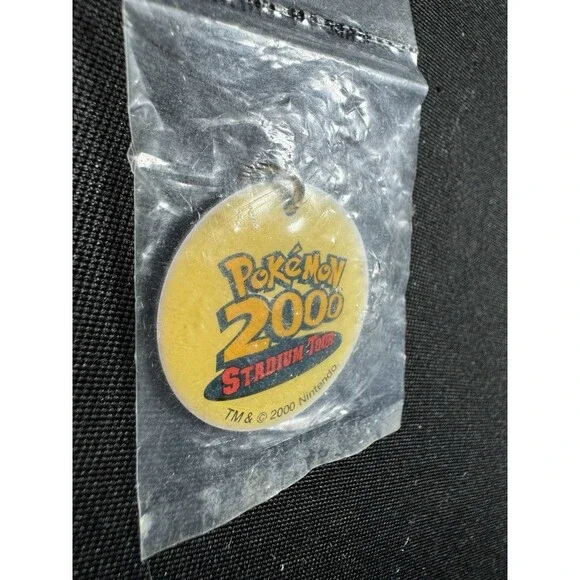 POKéMON
2000
STADIUM TOUR
TM & © 2000 Nintendo